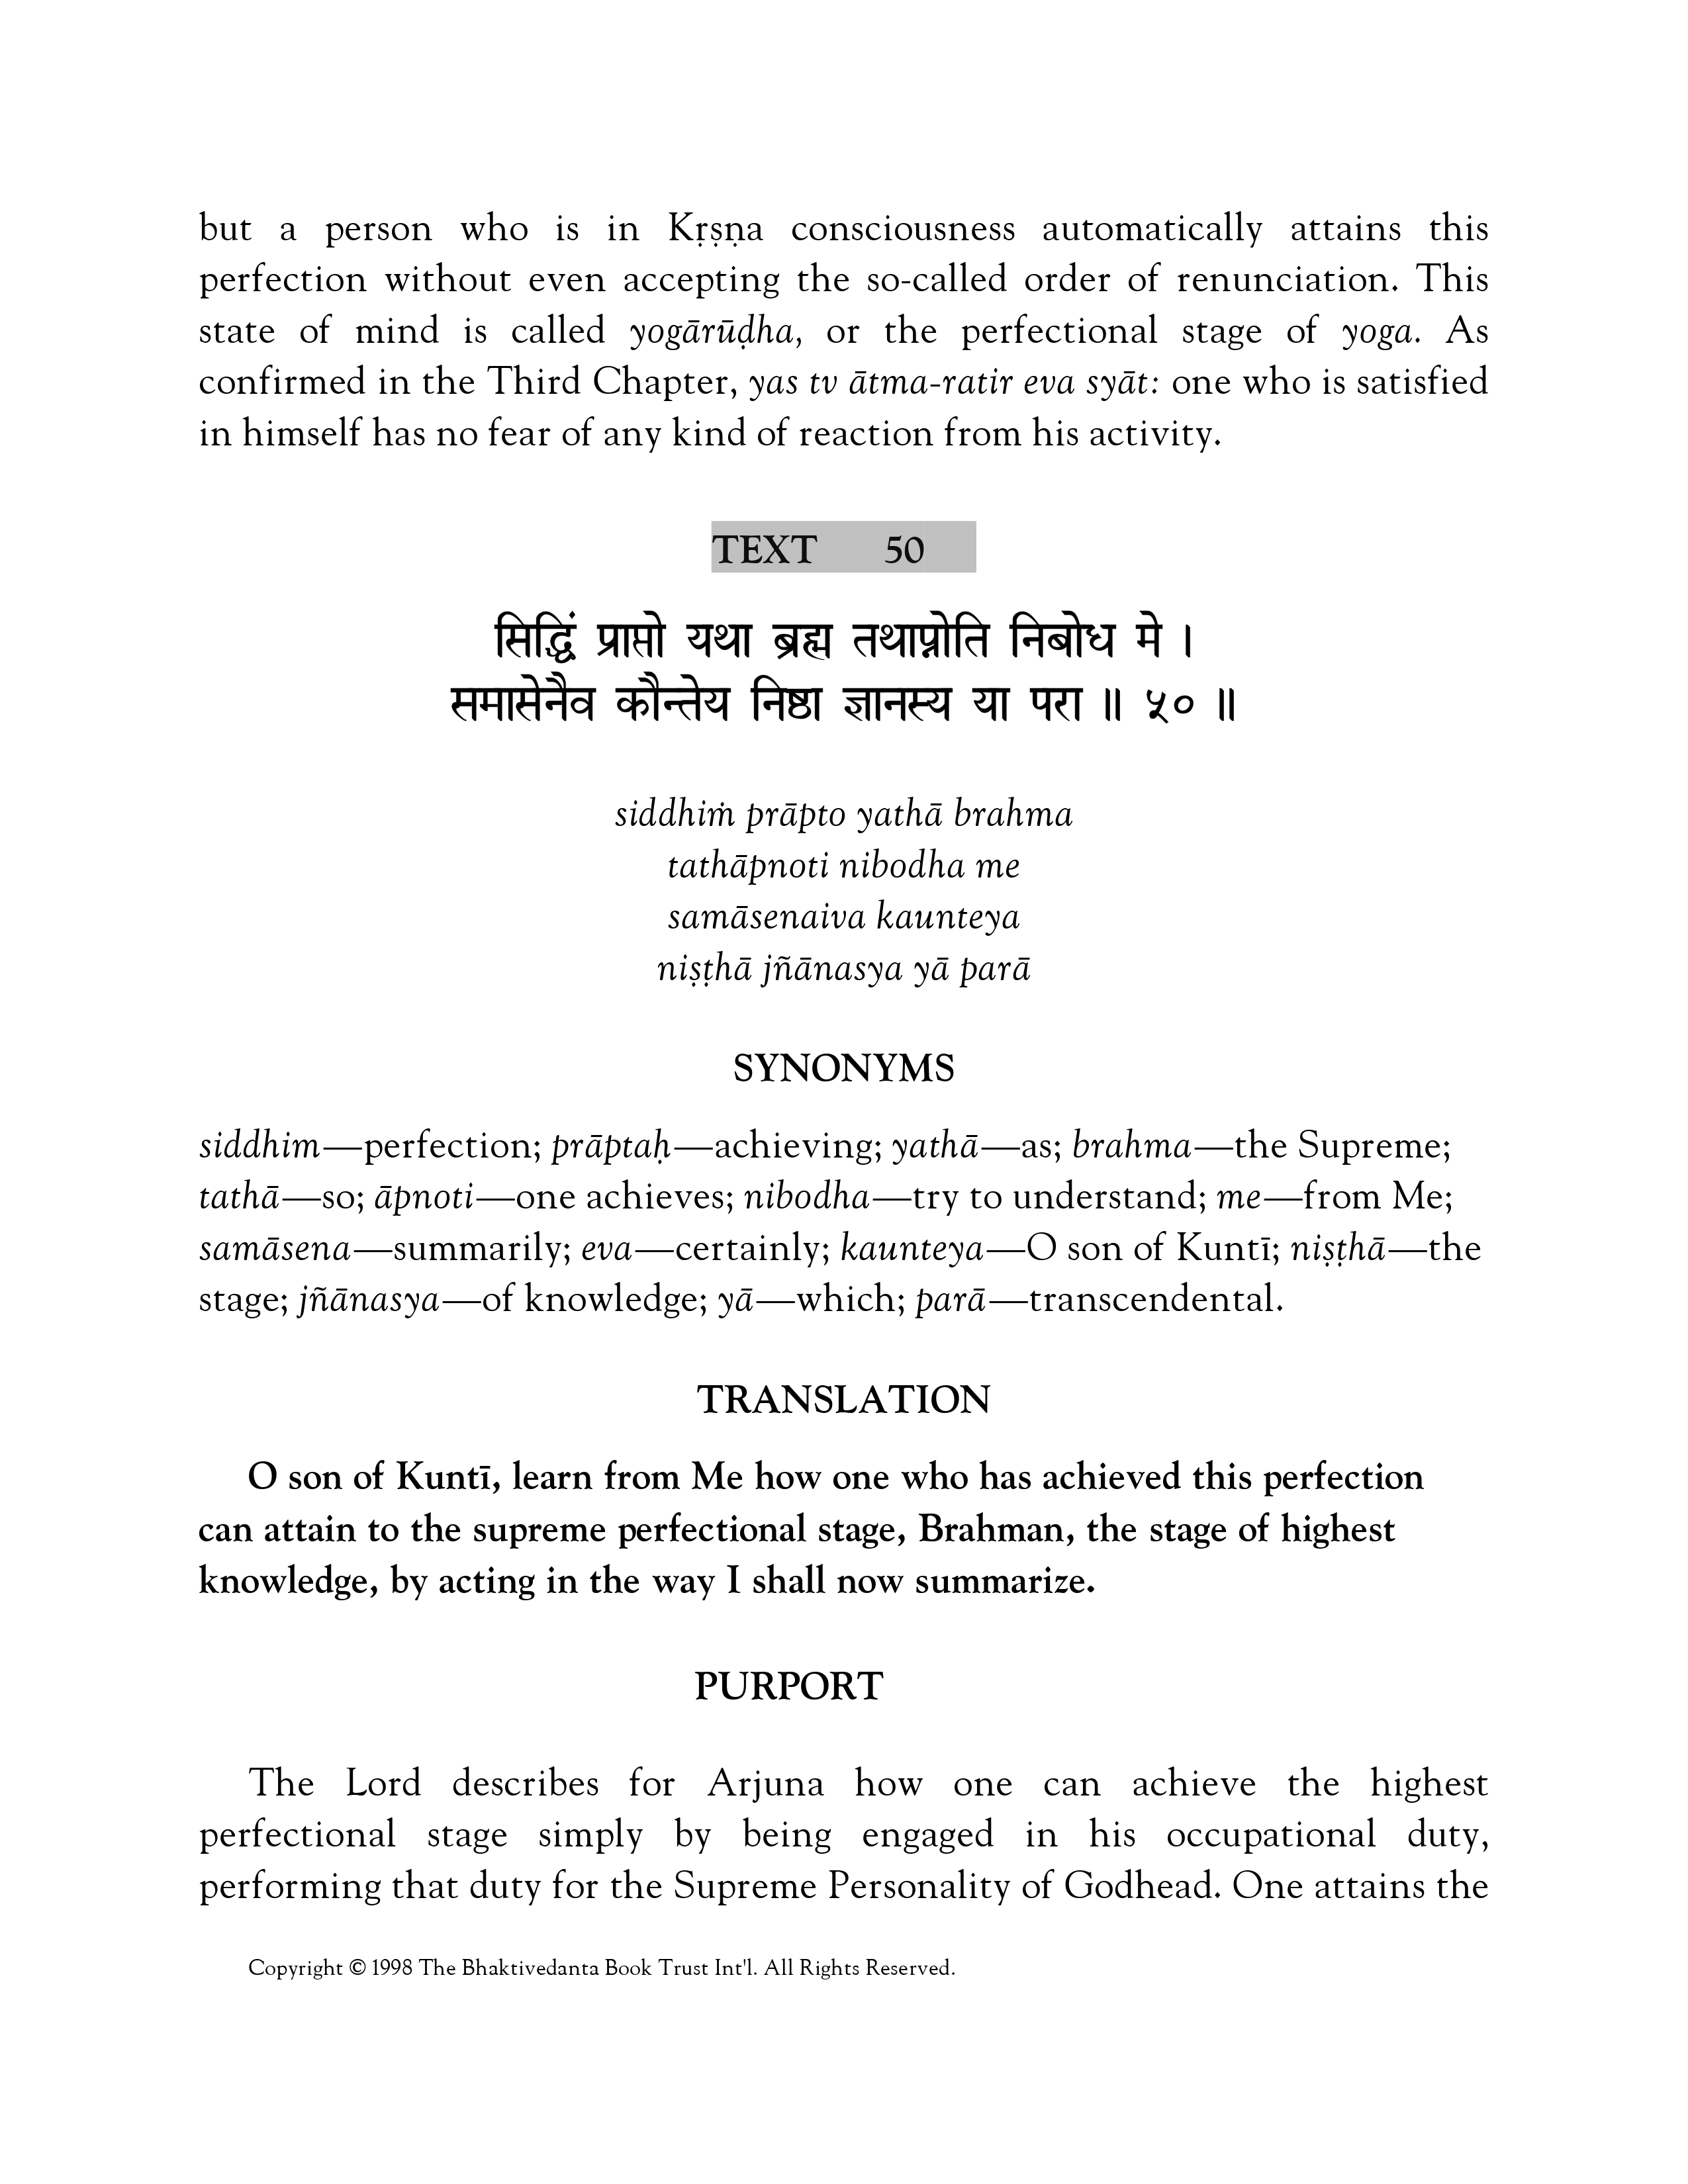 but a person who is in Kṛṣṇa consciousness automatically attains this
perfection without even accepting the so-called order of renunciation. This
state of mind is called yogārūḍha, or the perfectional stage of yoga. As
confirmed in the Third Chapter, yas tv ātma-ratir eva syāt: one who is satisfied
in himself has no fear of any kind of reaction from his activity.
TEXT 50
सिद्धिं प्राप्तो यथा ब्रह्म तथाप्नोति निबोध मे ।
समासेनैव कौन्तेय निष्ठा ज्ञानस्य या परा ॥ ५० ॥
siddhiṁ prāpto yathā brahma
tathāpnoti nibodha me
samāsenaiva kaunteya
niṣṭhā jñānasya yā parā
SYNONYMS
siddhim—perfection; prāptaḥ—achieving; yathā—as; brahma—the Supreme;
tathā—so; āpnoti—one achieves; nibodha—try to understand; me—from Me;
samāsena—summarily; eva—certainly; kaunteya—O son of Kuntī; niṣṭhā—the
stage; jñānasya—of knowledge; yā—which; parā—transcendental.
TRANSLATION
O son of Kuntī, learn from Me how one who has achieved this perfection
can attain to the supreme perfectional stage, Brahman, the stage of highest
knowledge, by acting in the way I shall now summarize.
PURPORT
The Lord describes for Arjuna how one can achieve the highest
perfectional stage simply by being engaged in his occupational duty,
performing that duty for the Supreme Personality of Godhead. One attains the
Copyright © 1998 The Bhaktivedanta Book Trust Int'l. All Rights Reserved.